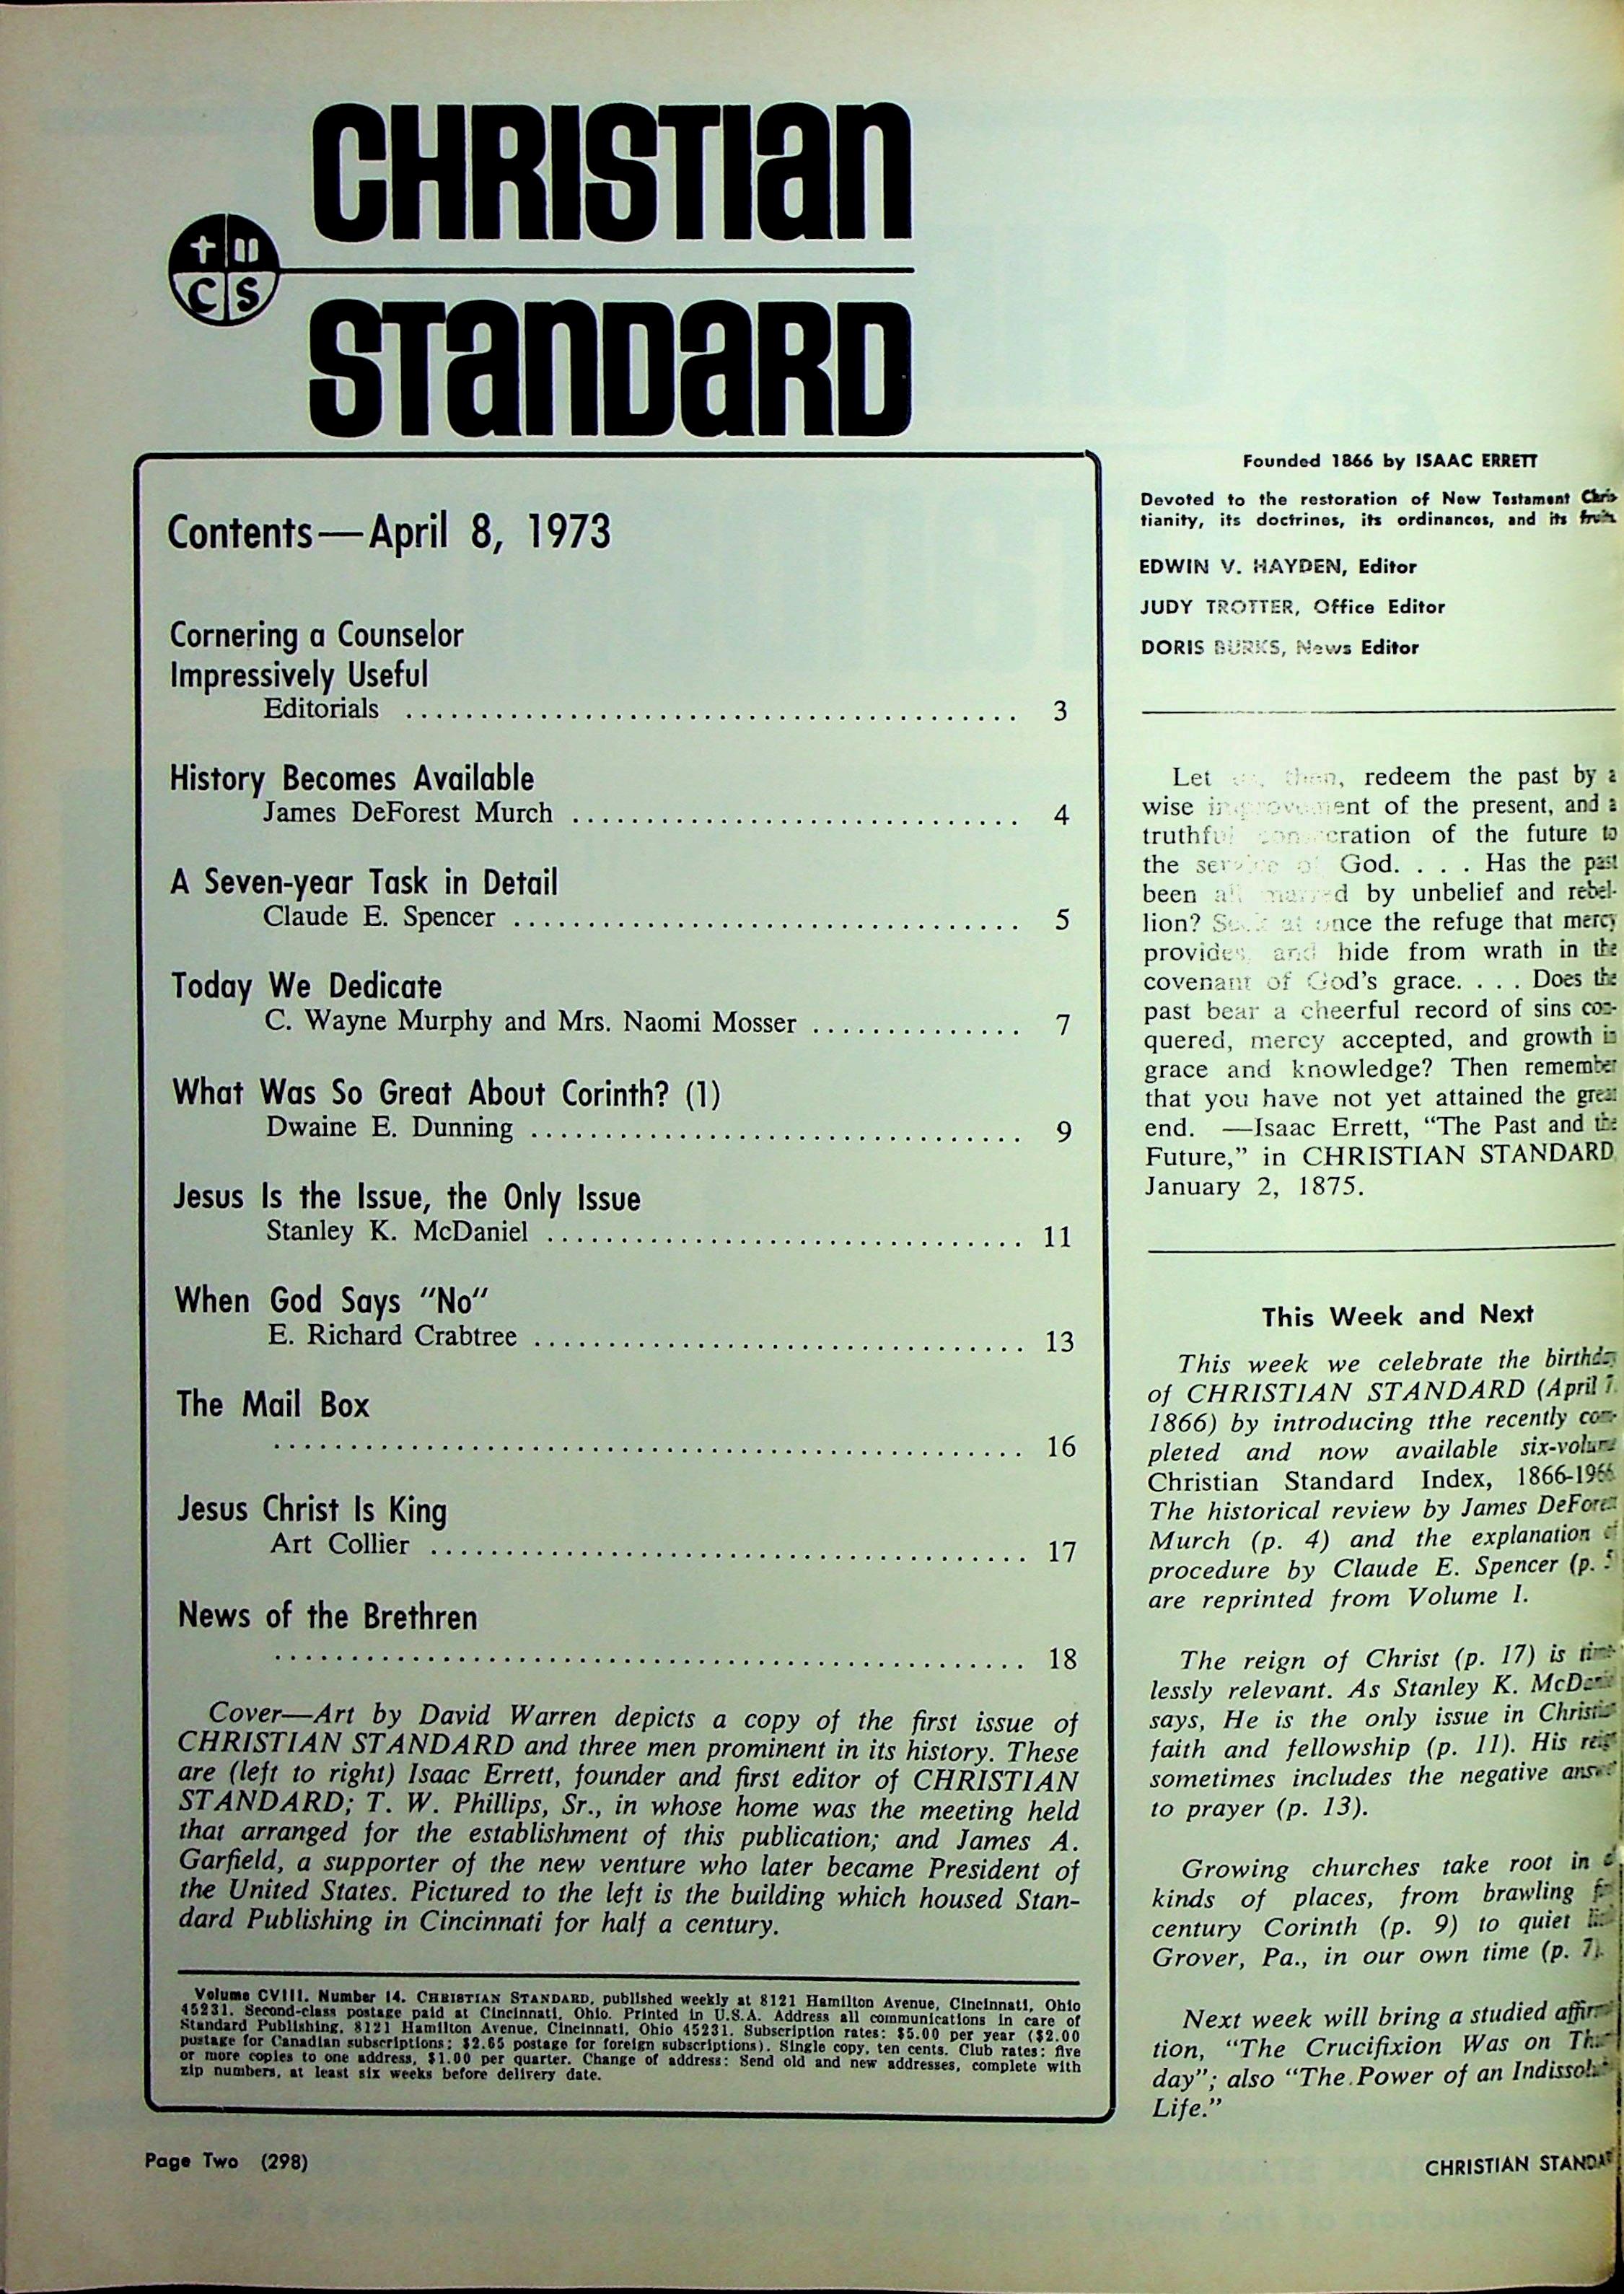 CHRISTIAN
STANDARD
C S
Contents—April 8, 1973
Cornering a Counselor
Impressively Useful
Editorials ........................................ 3
History Becomes Available
James DeForest Murch .............................. 4
A Seven-year Task in Detail
Claude E. Spencer .................................. 5
Today We Dedicate
C. Wayne Murphy and Mrs. Naomi Mosser .............. 7
What Was So Great About Corinth? (1)
Dwaine E. Dunning ................................ 9
Jesus Is the Issue, the Only Issue
Stanley K. McDaniel ............................... 11
When God Says "No"
E. Richard Crabtree ................................ 13
The Mail Box
................................................. 16
Jesus Christ Is King
Art Collier ....................................... 17
News of the Brethren
................................................. 18
Cover—Art by David Warren depicts a copy of the first issue of
CHRISTIAN STANDARD and three men prominent in its history. These
are (left to right) Isaac Errett, founder and first editor of CHRISTIAN
STANDARD; T. W. Phillips, Sr., in whose home was the meeting held
that arranged for the establishment of this publication; and James A.
Garfield, a supporter of the new venture who later became President of
the United States. Pictured to the left is the building which housed Stan-
dard Publishing in Cincinnati for half a century.
Volume CVIII. Number 14. CHRISTIAN STANDARD, published weekly at 8121 Hamilton Avenue, Cincinnati, Ohio
45231. Second-class postage paid at Cincinnati, Ohio. Printed in U.S.A. Address all communications in care of
Standard Publishing, 8121 Hamilton Avenue, Cincinnati, Ohio 45231. Subscription rates: $5.00 per year ($2.00
postage for Canadian subscriptions; $2.65 postage for foreign subscriptions). Single copy, ten cents. Club rates: five
or more copies to one address, $1.00 per quarter. Change of address: Send old and new addresses, complete with
zip numbers, at least six weeks before delivery date.
Page Two (298)
Founded 1866 by ISAAC ERRETT
Devoted to the restoration of New Testament Chris-
tianity, its doctrines, its ordinances, and its fruits.
EDWIN V. HAYDEN, Editor
JUDY TROTTER, Office Editor
DORIS BURKS, News Editor
Let us, then, redeem the past by a
wise improvement of the present, and a
truthful consecration of the future to
the service of God. . . . Has the past
been all marred by unbelief and rebel-
lion? Seek at once the refuge that mercy
provides, and hide from wrath in the
covenant of God's grace. . . . Does the
past bear a cheerful record of sins con-
quered, mercy accepted, and growth in
grace and knowledge? Then remember
that you have not yet attained the great
end. —Isaac Errett, "The Past and the
Future," in CHRISTIAN STANDARD,
January 2, 1875.
This Week and Next
This week we celebrate the birthday
of CHRISTIAN STANDARD (April 7,
1866) by introducing tthe recently com-
pleted and now available six-volume
Christian Standard Index, 1866-1966.
The historical review by James DeForest
Murch (p. 4) and the explanation of
procedure by Claude E. Spencer (p. 5
are reprinted from Volume I.
The reign of Christ (p. 17) is time-
lessly relevant. As Stanley K. McDaniel
says, He is the only issue in Christian
faith and fellowship (p. 11). His reign
sometimes includes the negative answer
to prayer (p. 13).
Growing churches take root in
kinds of places, from brawling
century Corinth (p. 9) to quiet
Grover, Pa., in our own time (p. 7).
Next week will bring a studied
tion, "The Crucifixion Was on
day"; also "The Power of an
Life."
CHRISTIAN